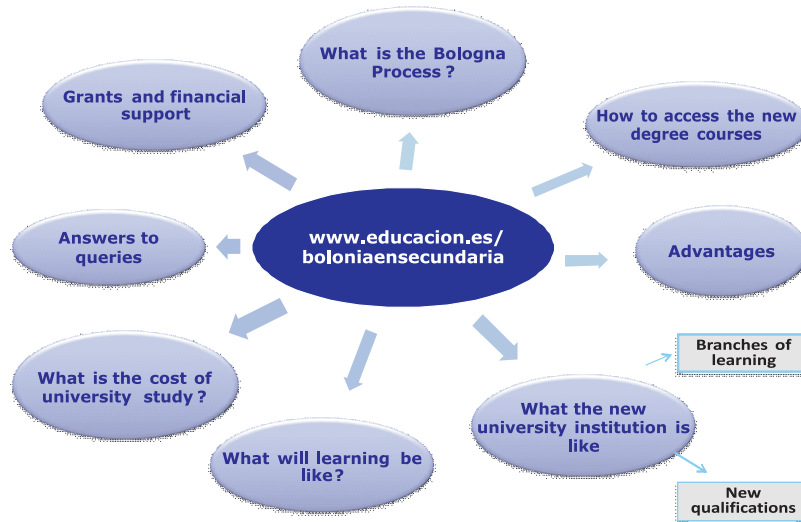 What is the Bologna
Process ?
Grants and financial
support
How to access the new
degree courses
www.educacion.es/
boloniaensecundaria
Answers to
queries
Advantages
Branches of
learning
What is the cost of
university study ?
What the new
university institution is
like
What will learning be
like?
New
qualifications